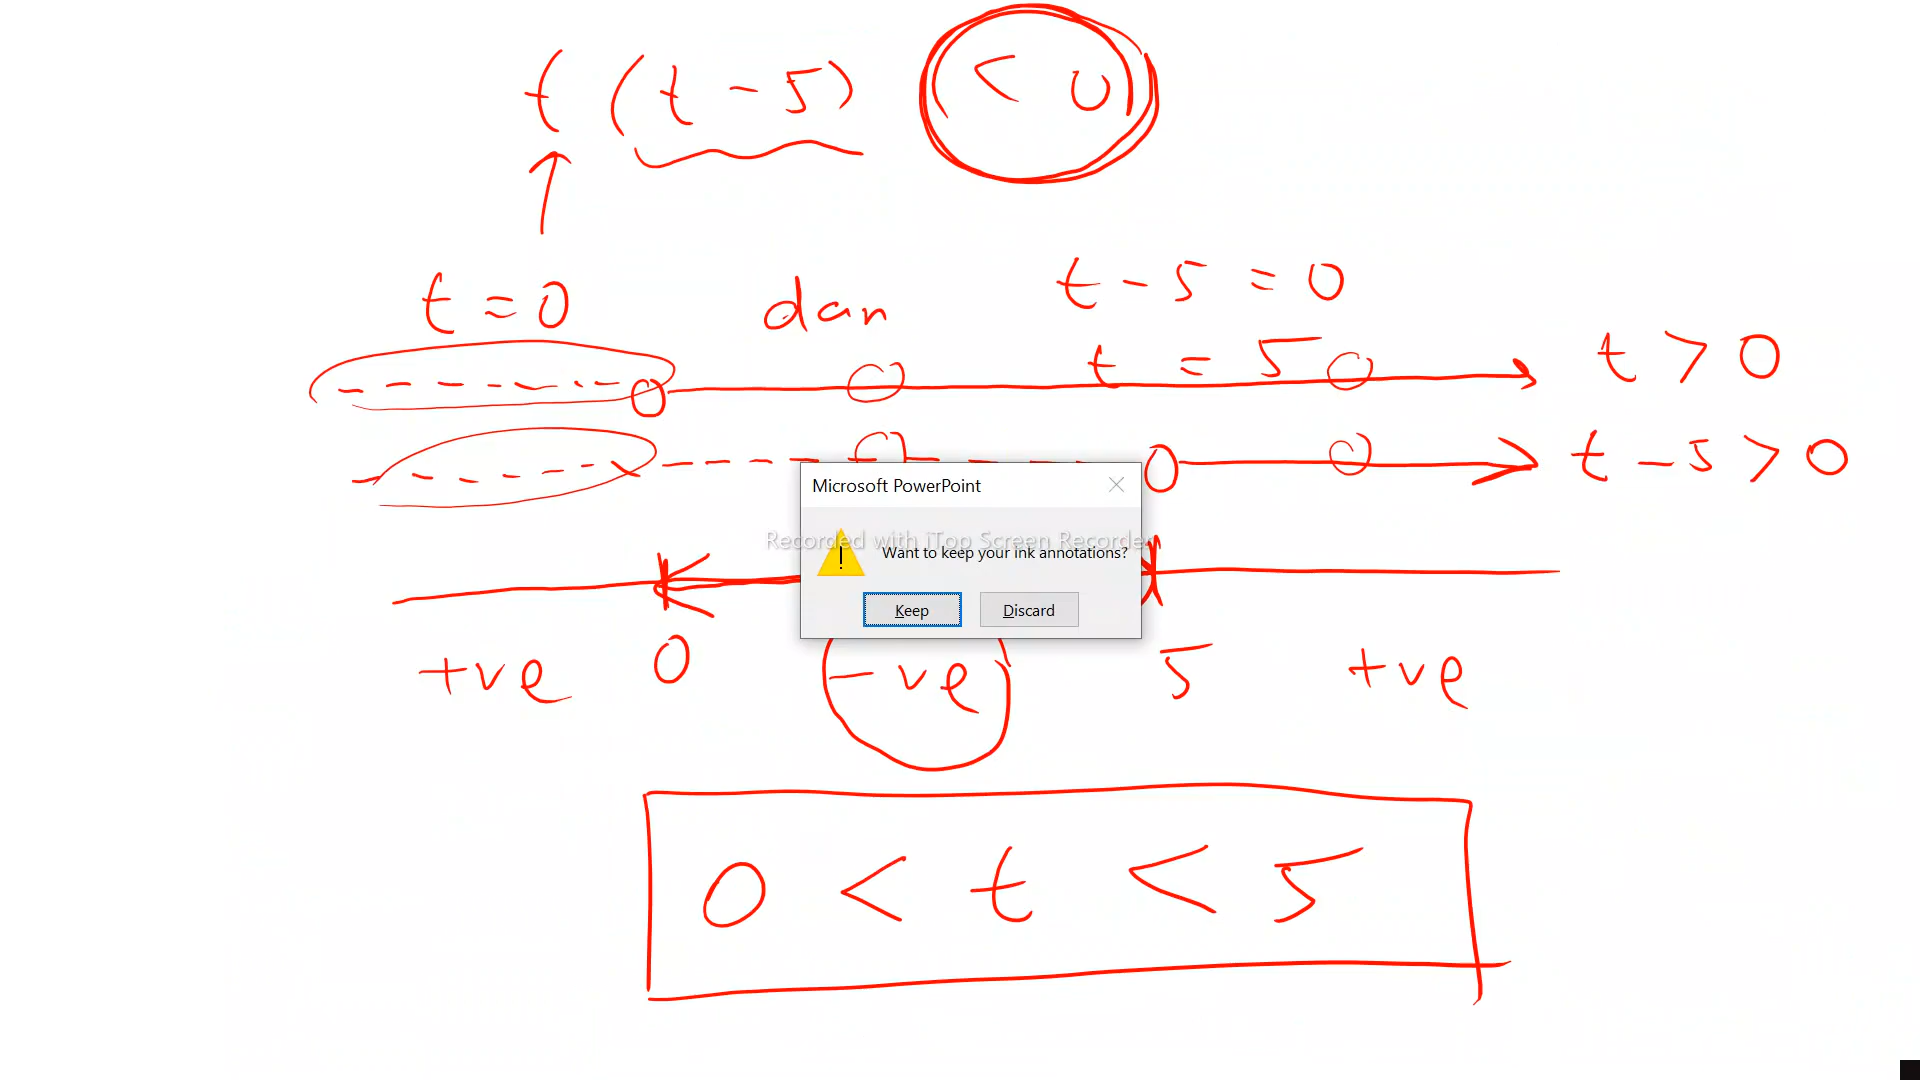 t (t - 5) < 0
t = 0 dan t - 5 = 0
t = 5 t > 0
t - 5 > 0
Microsoft PowerPoint
Recorded with iTop Screen Recorder
Want to keep your ink annotations?
Keep Discard
+ve 0 -ve 5 +ve
0 < t < 5